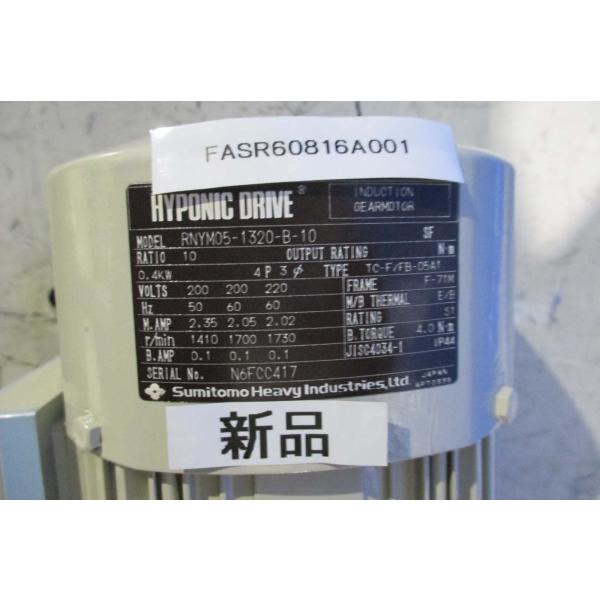 FASR60816A001
HYPONIC DRIVE®
INDUCTION
GEARMOTOR
MODEL RNYM05-1320-B-10 SF
RATIO 10 OUTPUT RATING N·m
0.4kW 4 P 3 φ TYPE TC-F/FB-05A1
VOLTS 200 200 220 FRAME F-71M
Hz 50 60 60 M/B THERMAL E/B
M.AMP 2.35 2.05 2.02 RATING S1
r/min 1410 1700 1730 B.TORQUE 4.0 N·m
B.AMP 0.1 0.1 0.1 JISC4034-1 IP44
SERIAL No. N6FCC417 JAPAN
Sumitomo Heavy Industries,Ltd.
新品